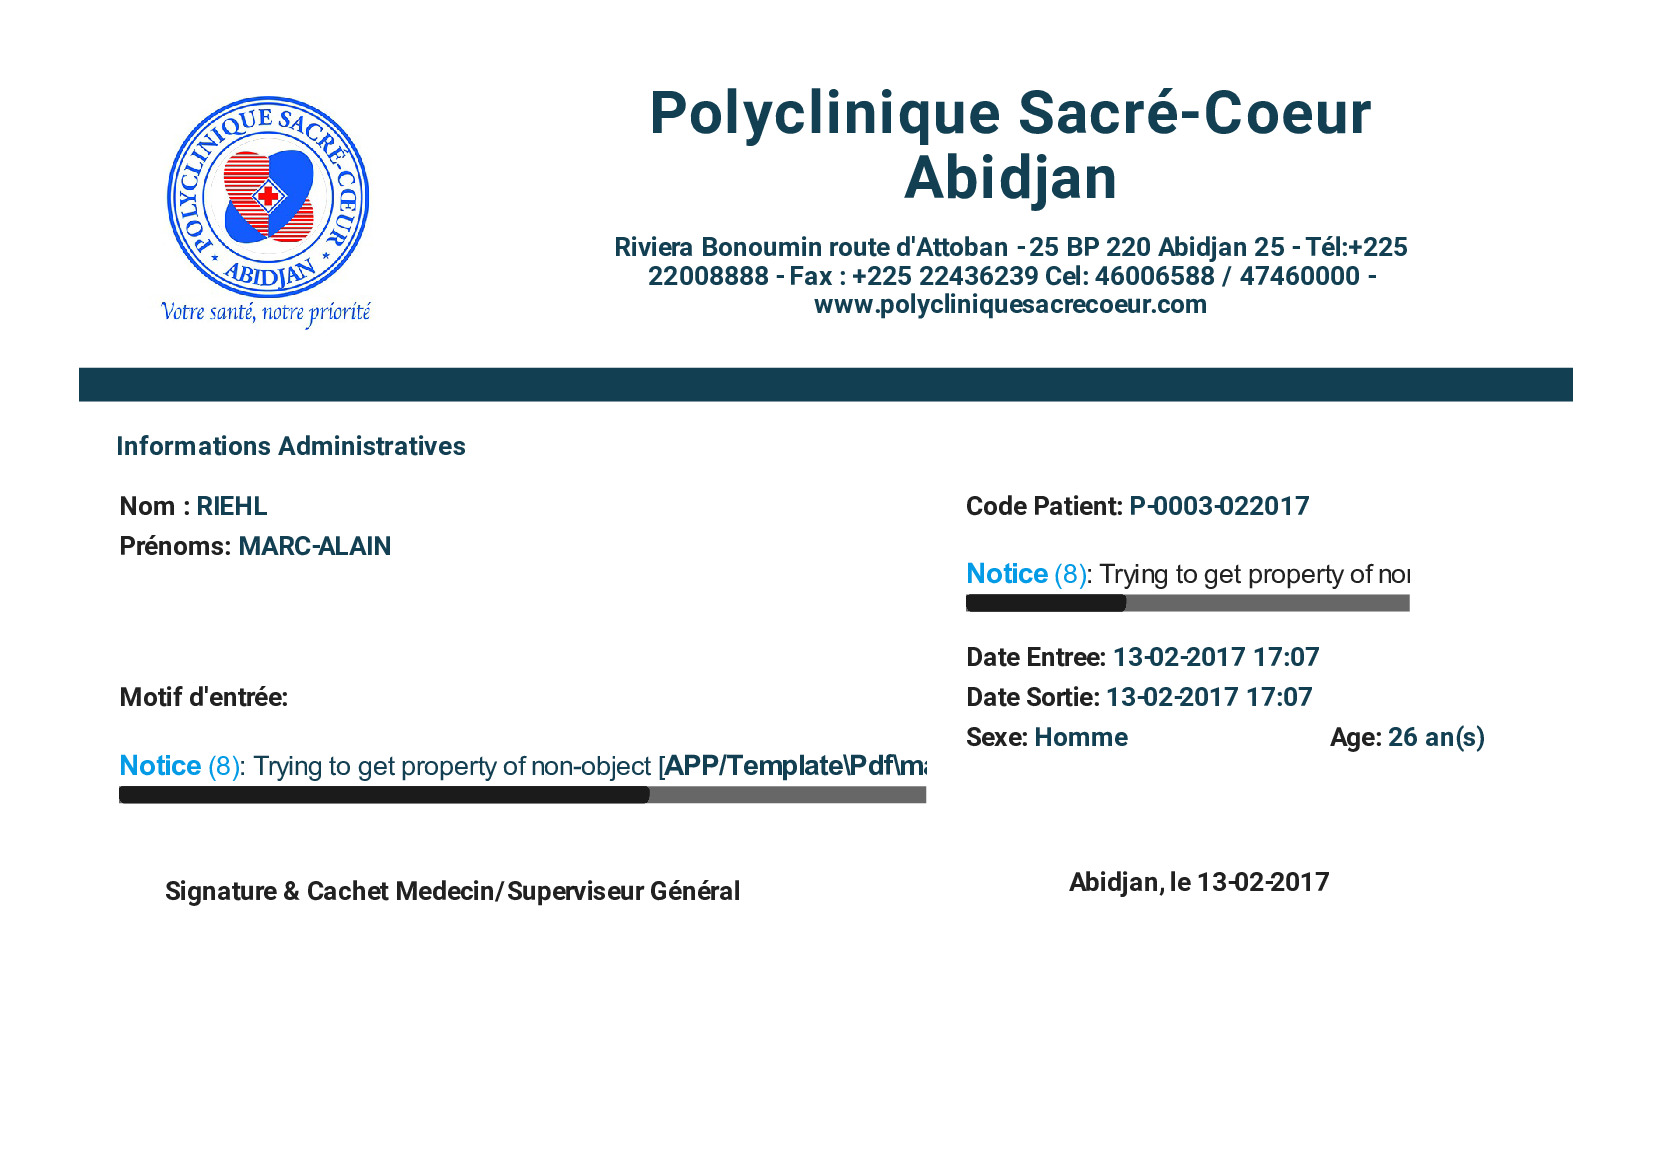 POLYCLINIQUE SACRÉ-CŒUR
ABIDJAN
Votre santé, notre priorité
Polyclinique Sacré-Coeur
Abidjan
Riviera Bonoumin route d'Attoban - 25 BP 220 Abidjan 25 - Tél:+225
22008888 - Fax : +225 22436239 Cel: 46006588 / 47460000 -
www.polycliniquesacrecoeur.com
Informations Administratives
Nom : RIEHL
Prénoms: MARC-ALAIN
Code Patient: P-0003-022017
Notice (8): Trying to get property of
Date Entree: 13-02-2017 17:07
Motif d'entrée:
Date Sortie: 13-02-2017 17:07
Sexe: Homme Age: 26 an(s)
Notice (8): Trying to get property of non-object [APP/Template\Pdf\
Signature & Cachet Medecin/Superviseur Général
Abidjan, le 13-02-2017